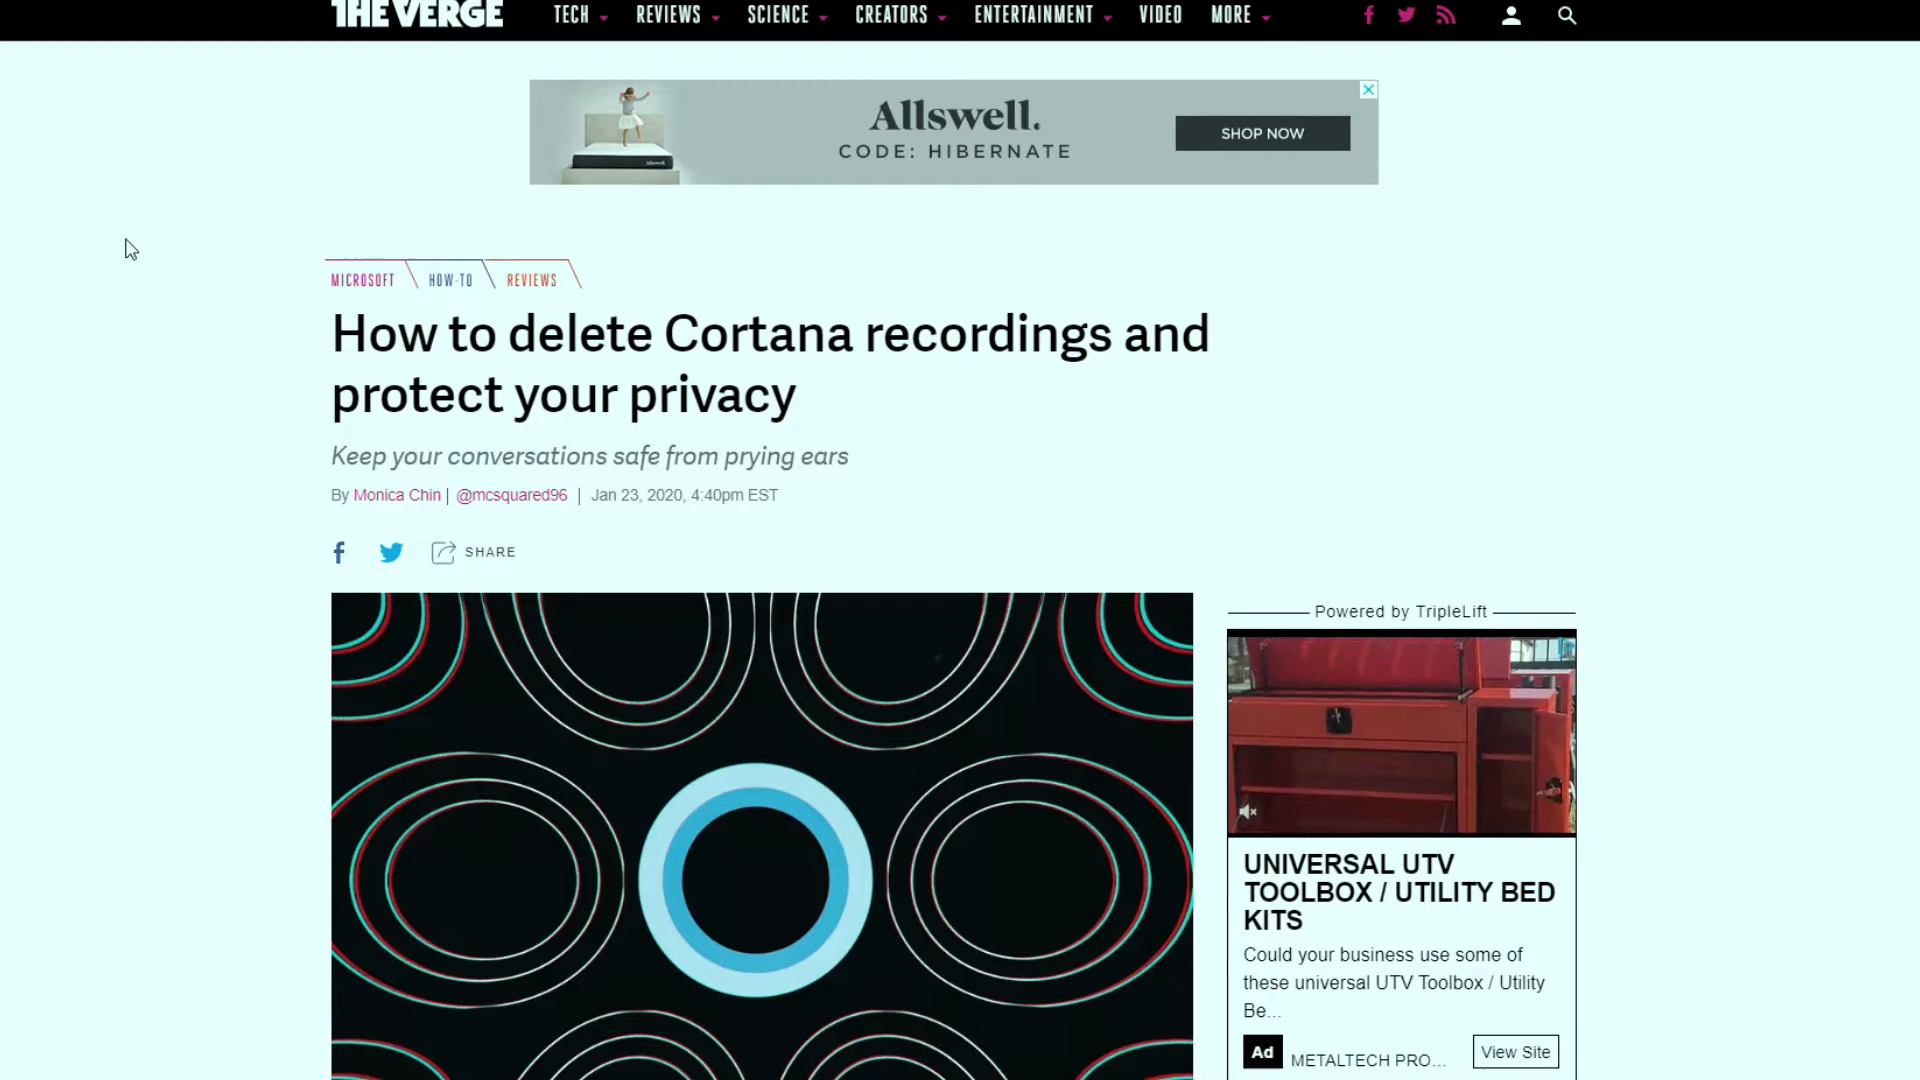 THE VERGE
TECH REVIEWS SCIENCE CREATORS ENTERTAINMENT VIDEO MORE
Allswell.
CODE: HIBERNATE
SHOP NOW
MICROSOFT HOW-TO REVIEWS
How to delete Cortana recordings and
protect your privacy
Keep your conversations safe from prying ears
By Monica Chin | @mcsquared96 | Jan 23, 2020, 4:40pm EST
SHARE
Powered by TripleLift
UNIVERSAL UTV
TOOLBOX / UTILITY BED
KITS
Could your business use some of
these universal UTV Toolbox / Utility
Be...
Ad METALTECH PRO... View Site